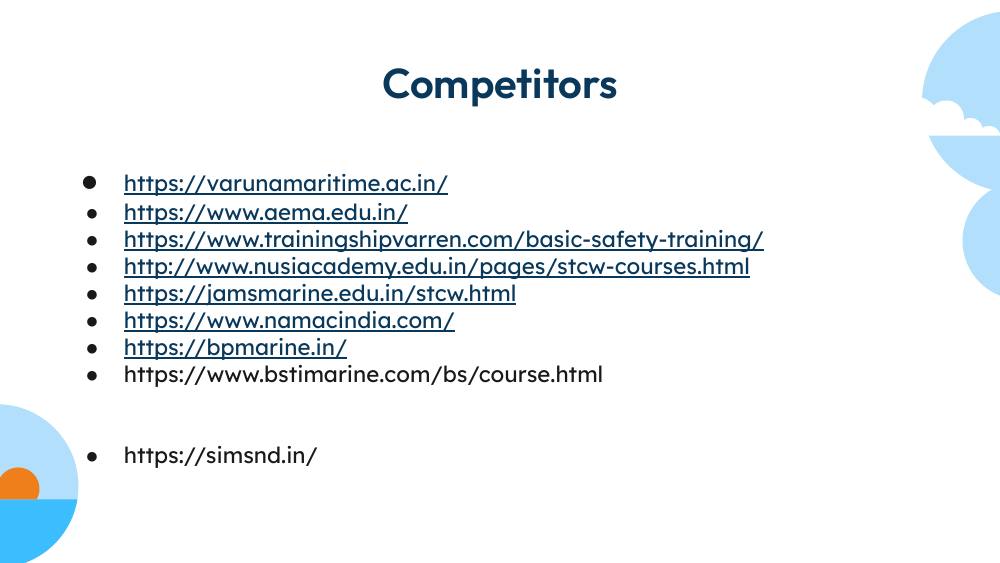 Competitors
● https://varunamaritime.ac.in/
● https://www.aema.edu.in/
● https://www.trainingshipvarren.com/basic-safety-training/
● http://www.nusiacademy.edu.in/pages/stcw-courses.html
● https://jamsmarine.edu.in/stcw.html
● https://www.namacindia.com/
● https://bpmarine.in/
● https://www.bstimarine.com/bs/course.html
● https://simsnd.in/